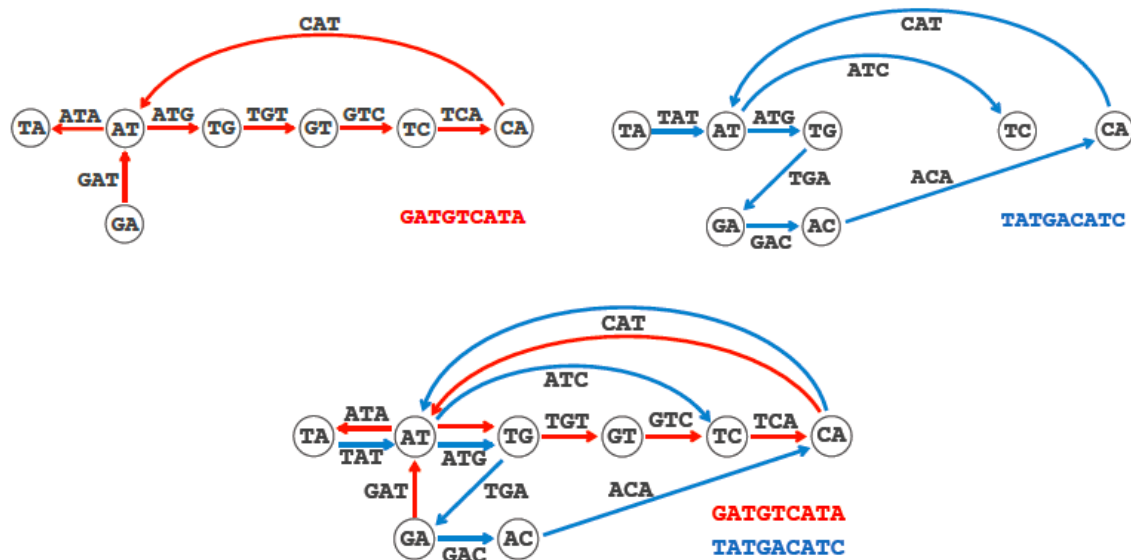 CAT
ATA ATG TGT GTC TCA
TA AT TG GT TC CA
GAT
GA
GATGTCATA
CAT
ATC
TAT ATG
TA AT TG TC CA
TGA ACA
GA AC
GAC
TATGACATC
CAT
ATC
ATA TGT GTC TCA
TA AT TG GT TC CA
TAT ATG
GAT TGA ACA
GA AC
GAC
GATGTCATA
TATGACATC